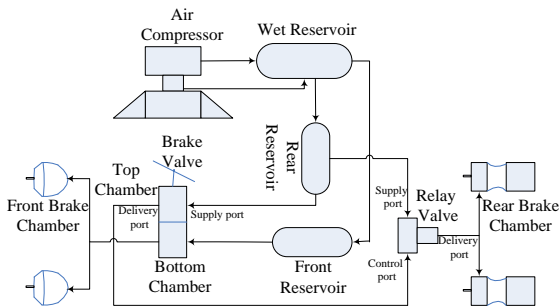 Air
Compressor
Wet Reservoir
Rear
Reservoir
Brake
Valve
Top
Chamber
Front Brake
Chamber
Delivery
port
Supply port
Bottom
Chamber
Front
Reservoir
Supply
port
Relay
Valve
Control
port
Delivery
port
Rear Brake
Chamber